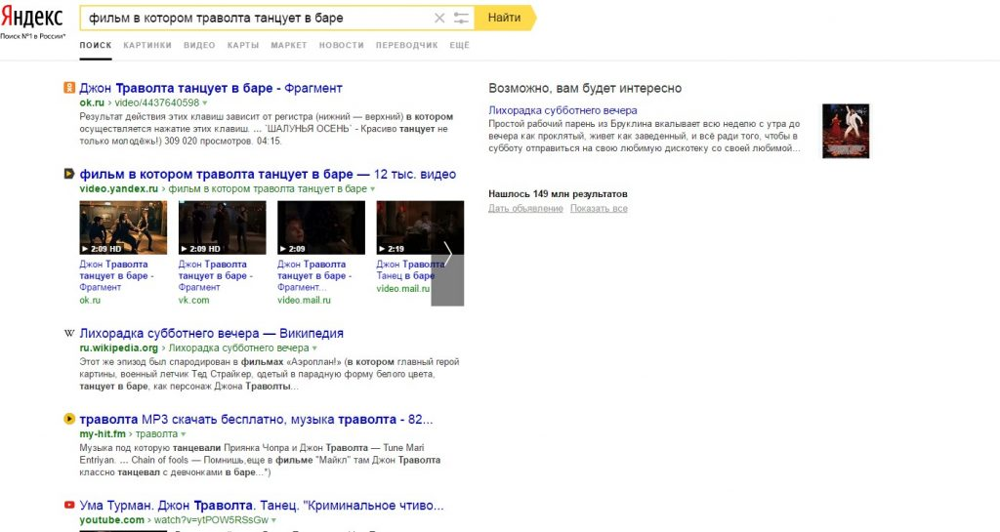 Яндекс
Поиск №1 в России*
фильм в котором траволта танцует в баре
Найти
ПОИСК КАРТИНКИ ВИДЕО КАРТЫ МАРКЕТ НОВОСТИ ПЕРЕВОДЧИК ЕЩЁ
Джон Траволта танцует в баре - Фрагмент
ok.ru › video/4437640598
Результат действия этих клавиш зависит от регистра (нижний — верхний) в котором
осуществляется нажатие этих клавиш. ... `ШАЛУНЬЯ ОСЕНЬ` - Красиво танцует не
только молодёжь!) 309 020 просмотров. 04:15.
фильм в котором траволта танцует в баре — 12 тыс. видео
video.yandex.ru › фильм в котором траволта танцует в баре
2:09 HD
2:09 HD
2:09
2:19
Джон Траволта
танцует в баре -
Фрагмент
ok.ru
Джон Траволта
танцует в баре -
Фрагмент
vk.com
Джон Траволта
танцует в баре -
Фрагмент...
video.mail.ru
Джон Траволта
Танец в баре
video.mail.ru
Лихорадка субботнего вечера — Википедия
ru.wikipedia.org › Лихорадка субботнего вечера
Этот же эпизод был спародирован в фильмах «Аэроплан!» (в котором главный герой
картины, военный летчик Тед Страйкер, одетый в парадную форму белого цвета,
танцует в баре, как персонаж Джона Траволты...
траволта MP3 скачать бесплатно, музыка траволта - 82...
my-hit.fm › траволта
Музыка под которую танцевали Приянка Чопра и Джон Траволта — Tune Mari
Entriyan. ... Chain of fools — Помнишь,еще в фильме "Майкл" там Джон Траволта
классно танцевал с девчонками в баре...*)
Ума Турман. Джон Траволта. Танец. "Криминальное чтиво...
youtube.com › watch?v=ytPOW5RSsGw
Возможно, вам будет интересно
Лихорадка субботнего вечера
Простой рабочий парень из Бруклина вкалывает всю неделю с утра до
вечера как проклятый, живет как заведенный, и всё ради того, чтобы в
субботу отправиться на свою любимую дискотеку со своей любимой...
Нашлось 149 млн результатов
Дать объявление Показать все